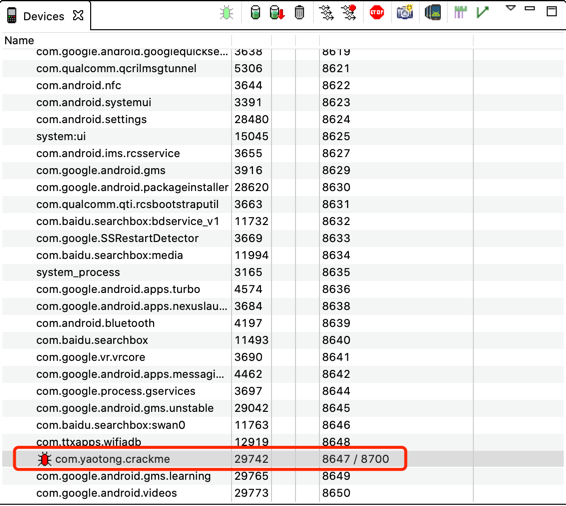 Devices
STOP
Name
com.google.android.googlequickse... 3638 8619
com.qualcomm.qcrilmsgtunnel 5306 8621
com.android.nfc 3644 8622
com.android.systemui 3391 8623
com.android.settings 28480 8624
system:ui 15045 8625
com.android.ims.rcsservice 3655 8627
com.google.android.gms 3916 8629
com.google.android.packageinstaller 28620 8630
com.qualcomm.qti.rcsbootstraputil 3663 8631
com.baidu.searchbox:bdservice_v1 11732 8632
com.google.SSRestartDetector 3669 8633
com.baidu.searchbox:media 11994 8634
system_process 3165 8635
com.google.android.apps.turbo 4574 8636
com.google.android.apps.nexuslau... 3684 8638
com.android.bluetooth 4197 8639
com.baidu.searchbox 11493 8640
com.google.vr.vrcore 3690 8641
com.google.android.apps.messagi... 4462 8642
com.google.process.gservices 3697 8644
com.google.android.gms.unstable 29042 8645
com.baidu.searchbox:swan0 11763 8646
com.ttxapps.wifiadb 12919 8648
com.yaotong.crackme 29742 8647 / 8700
com.google.android.gms.learning 29765 8649
com.google.android.videos 29773 8650